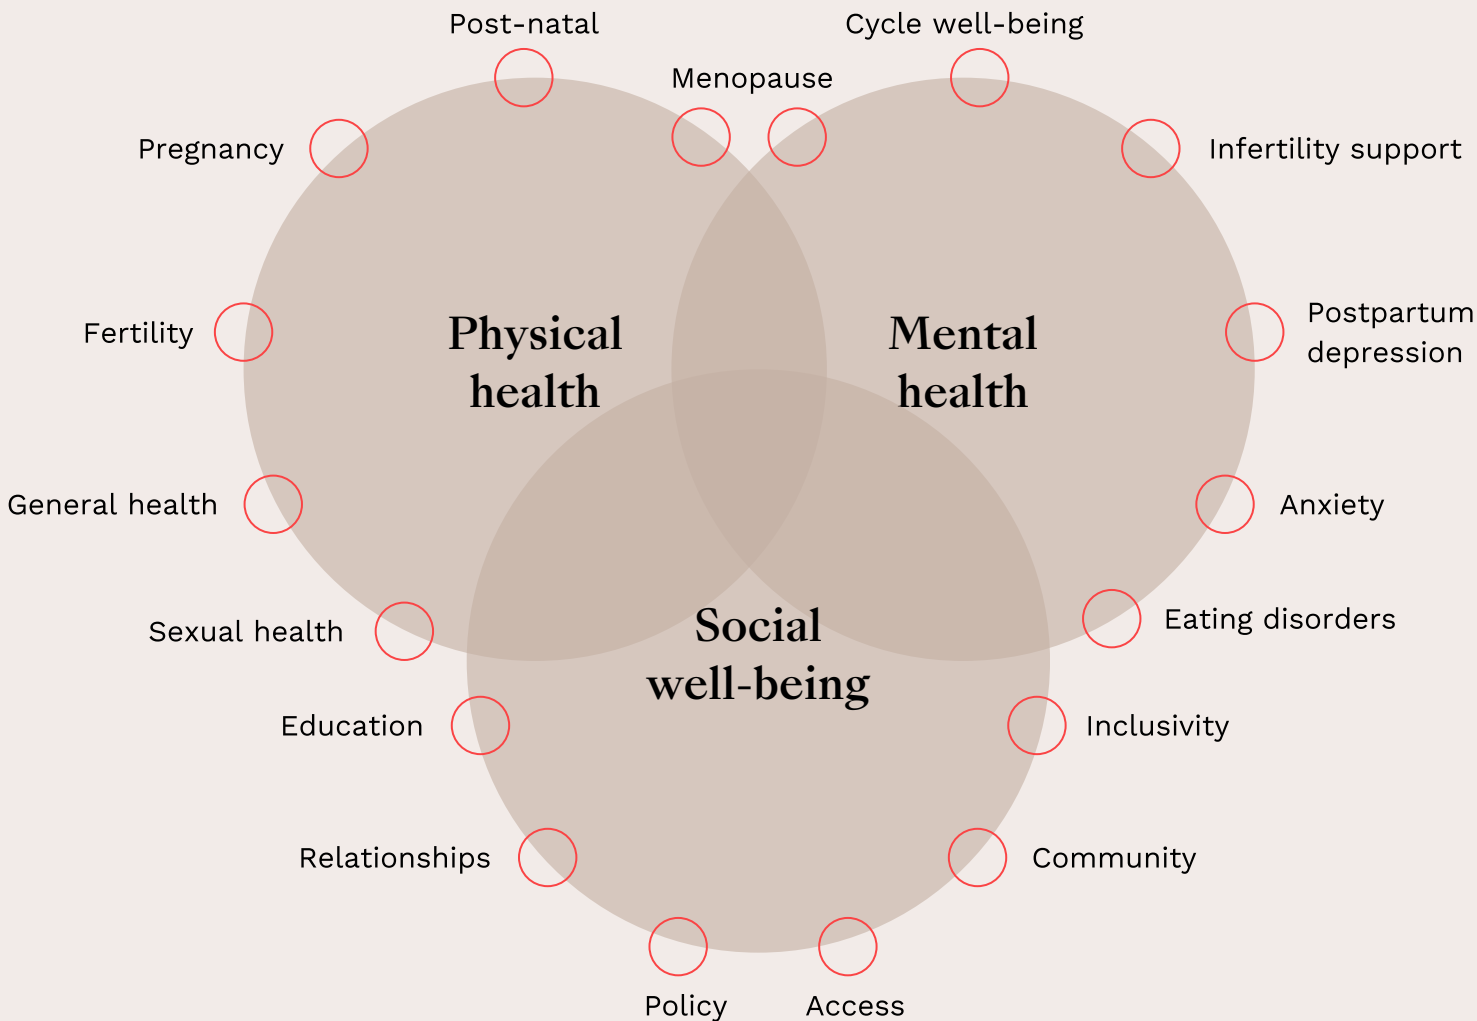 Post-natal
Cycle well-being
Menopause
Pregnancy
Infertility support
Fertility
Physical
health
Mental
health
Postpartum
depression
General health
Anxiety
Sexual health
Social
well-being
Eating disorders
Education
Inclusivity
Relationships
Community
Policy
Access